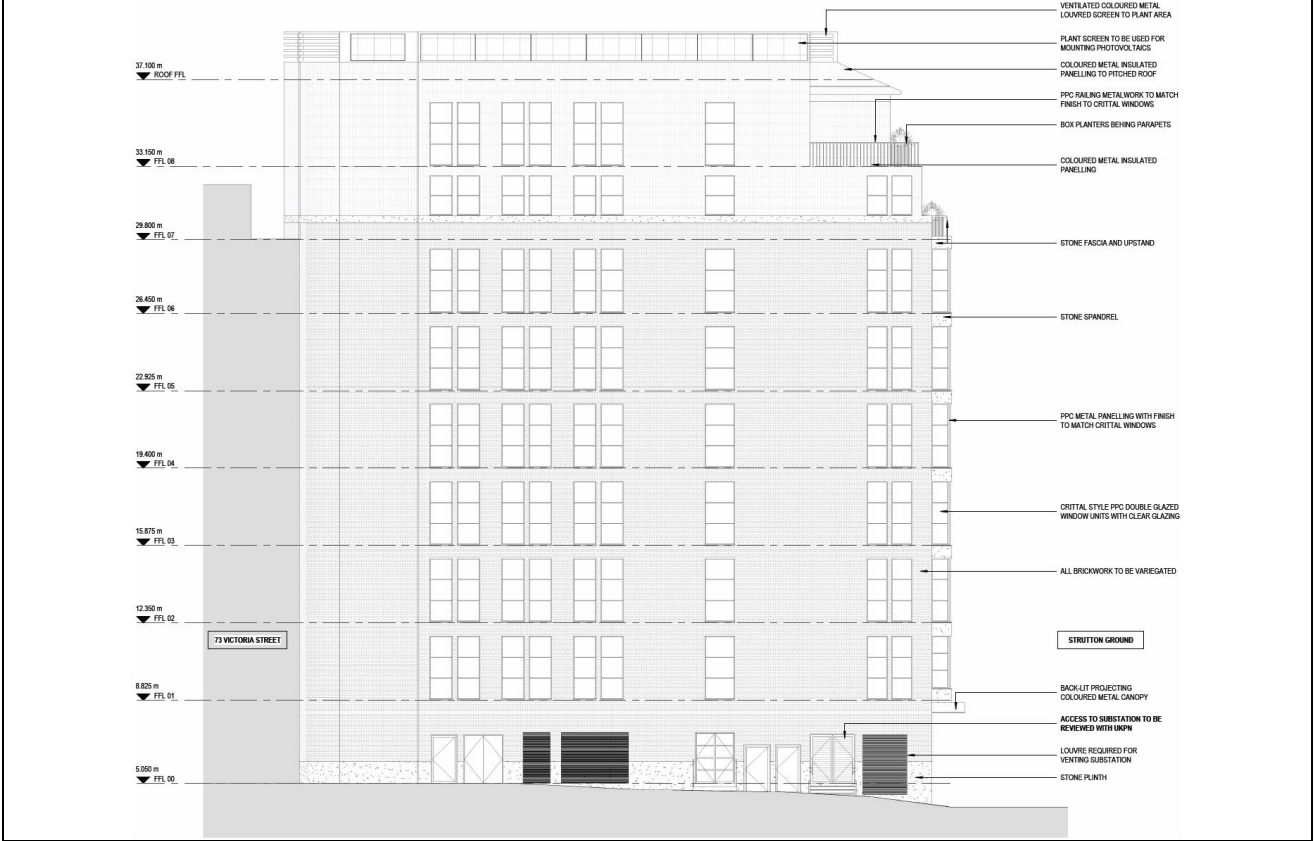 VENTILATED COLOURED METAL
LOUVRED SCREEN TO PLANT AREA
PLANT SCREEN TO BE USED FOR
MOUNTING PHOTOVOLTAICS
37.100 m
ROOF FFL
COLOURED METAL INSULATED
PANELLING TO PITCHED ROOF
PPC RAILING METALWORK TO MATCH
FINISH TO CRITTAL WINDOWS
BOX PLANTERS BEHING PARAPETS
33.150 m
FFL 08
COLOURED METAL INSULATED
PANELLING
29.800 m
FFL 07
STONE FASCIA AND UPSTAND
26.450 m
FFL 06
STONE SPANDREL
22.925 m
FFL 05
PPC METAL PANELLING WITH FINISH
TO MATCH CRITTAL WINDOWS
19.400 m
FFL 04
CRITTAL STYLE PPC DOUBLE GLAZED
WINDOW UNITS WITH CLEAR GLAZING
15.875 m
FFL 03
ALL BRICKWORK TO BE VARIEGATED
12.350 m
FFL 02
73 VICTORIA STREET
STRUTTON GROUND
8.825 m
FFL 01
BACK-LIT PROJECTING
COLOURED METAL CANOPY
ACCESS TO SUBSTATION TO BE
REVIEWED WITH UKPN
LOUVRE REQUIRED FOR
VENTING SUBSTATION
5.050 m
FFL 00
STONE PLINTH